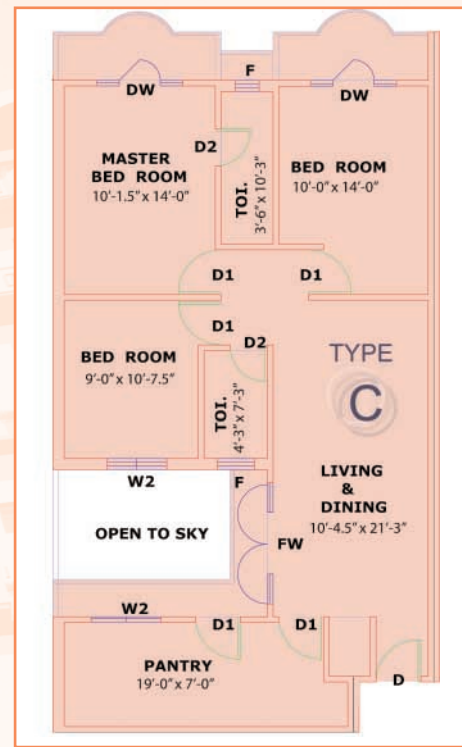 F
DW
DW
D2
MASTER
BED ROOM
10'-1.5" x 14'-0"
TOI.
3'-6" x 10'-3"
BED ROOM
10'-0" x 14'-0"
D1
D1
D1
D2
BED ROOM
9'-0" x 10'-7.5"
TOI.
4'-3" x 7'-3"
TYPE
C
W2
F
LIVING
&
DINING
10'-4.5" x 21'-3"
OPEN TO SKY
FW
W2
D1
D1
PANTRY
19'-0" x 7'-0"
D